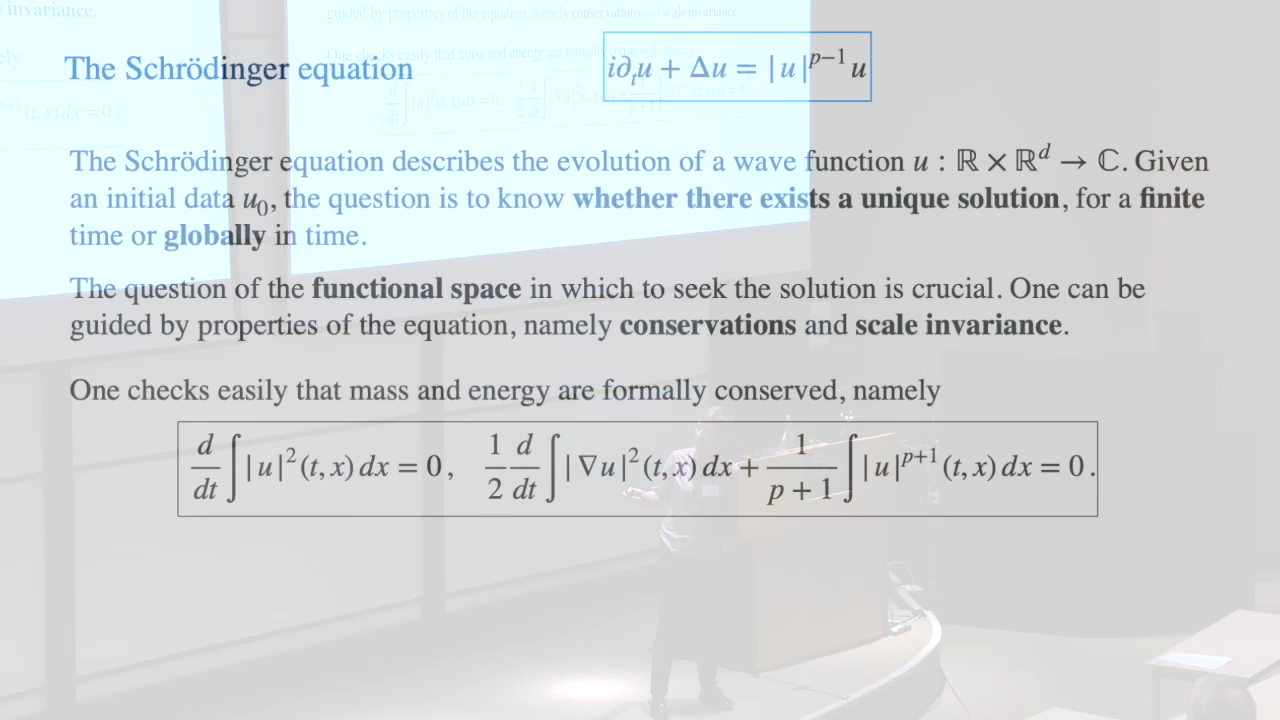 The Schrödinger equation
i∂ₜu + Δu = |u|ᵖ⁻¹ u
The Schrödinger equation describes the evolution of a wave function u : ℝ × ℝᵈ → ℂ. Given
an initial data u₀, the question is to know whether there exists a unique solution, for a finite
time or globally in time.
The question of the functional space in which to seek the solution is crucial. One can be
guided by properties of the equation, namely conservations and scale invariance.
One checks easily that mass and energy are formally conserved, namely
d/dt ∫ |u|² (t, x) dx = 0, 1/2 d/dt ∫ |∇u|² (t, x) dx + 1/(p + 1) ∫ |u|ᵖ⁺¹ (t, x) dx = 0.